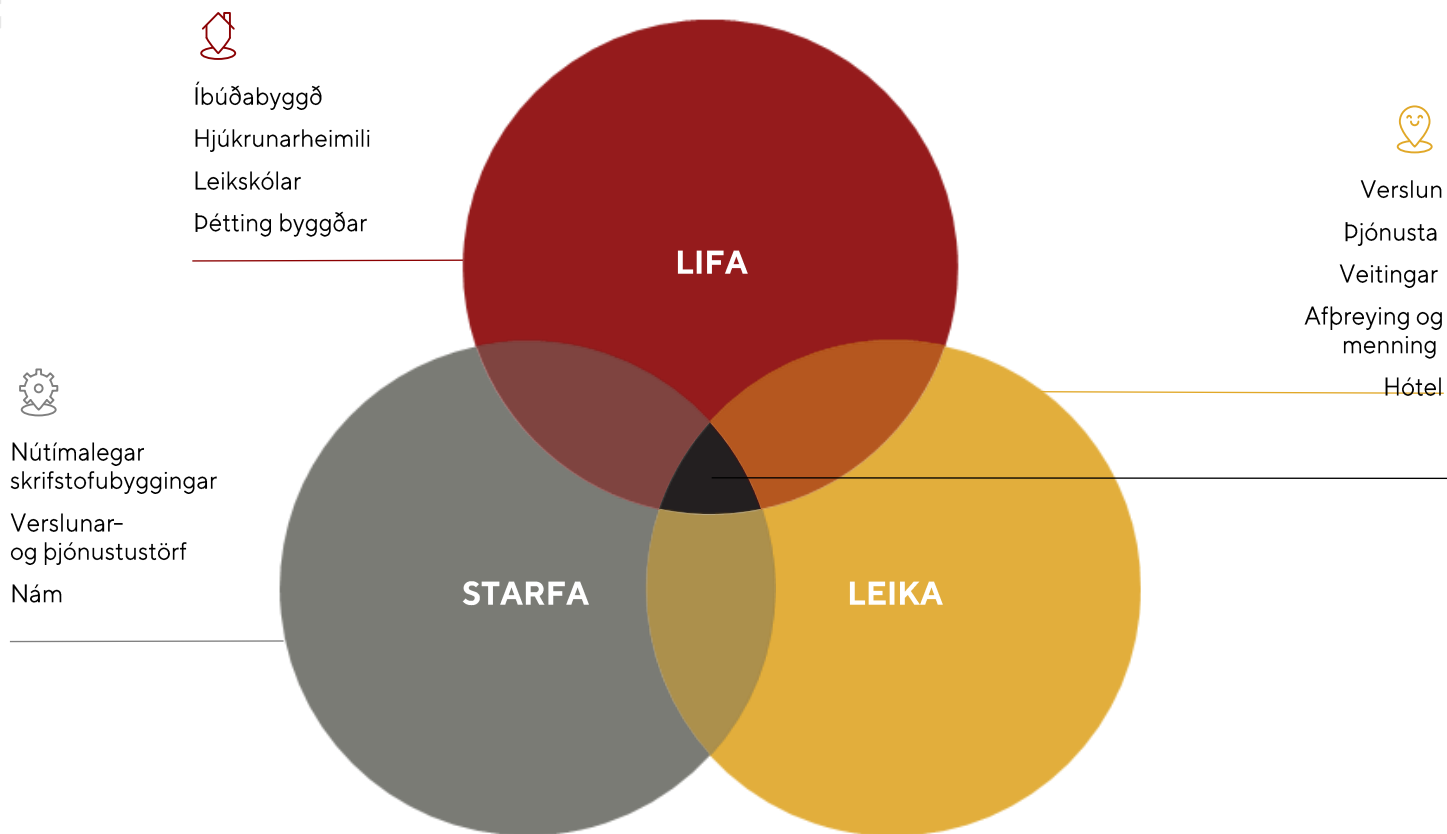 Íbúðabyggð
Hjúkrunarheimili
Leikskólar
Þétting byggðar
LIFA
Verslun
Þjónusta
Veitingar
Afþreying og
menning
Hótel
Nútímalegar
skrifstofubyggingar
Verslunar-
og þjónustustörf
Nám
STARFA
LEIKA